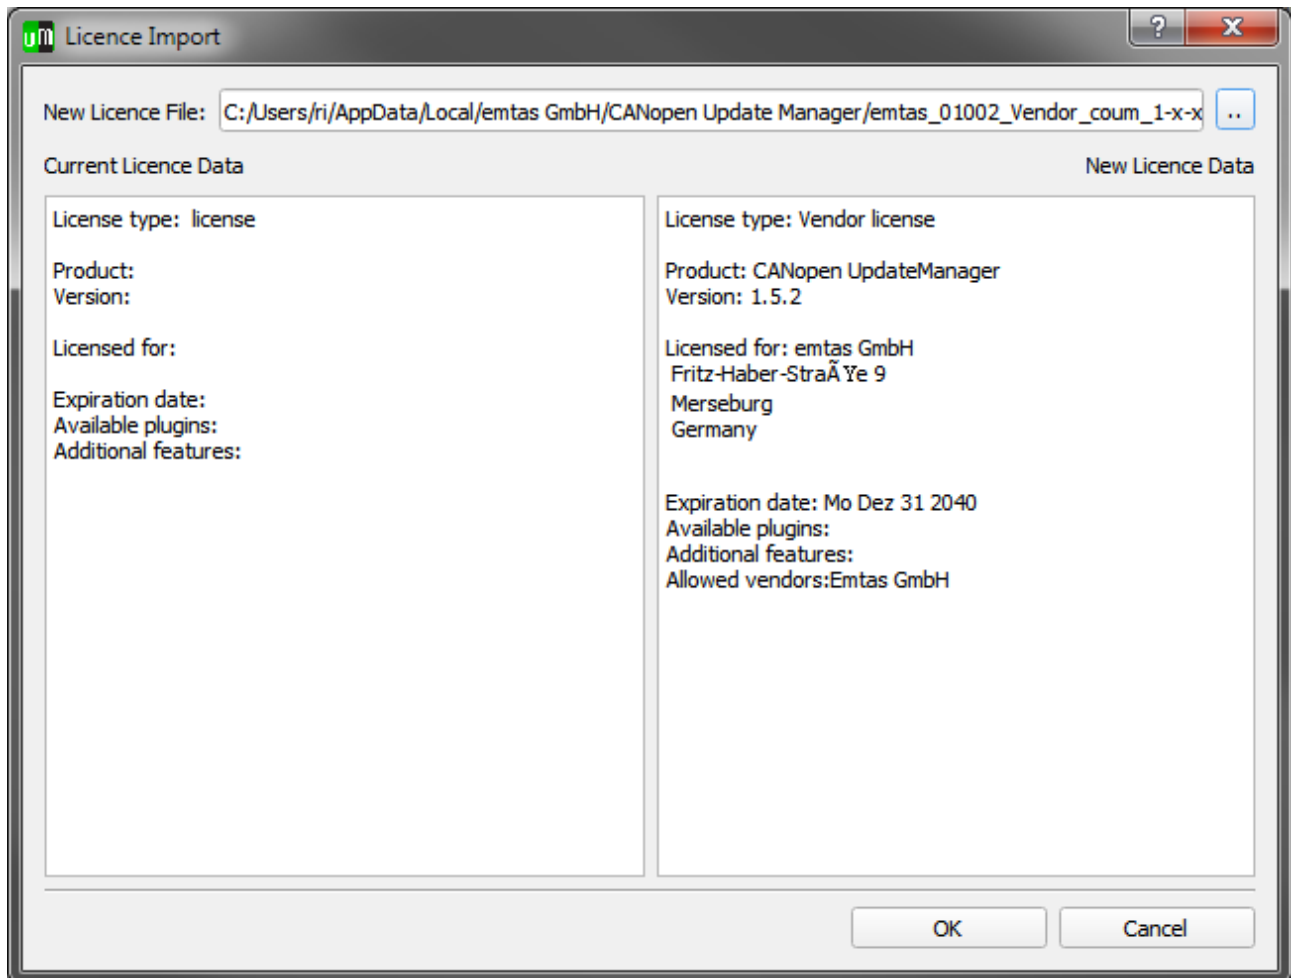 um Licence Import
New Licence File: C:/Users/ri/AppData/Local/emtas GmbH/CANopen Update Manager/emtas_01002_Vendor_coum_1-x-x ..
Current Licence Data
New Licence Data
License type:  license
Product:
Version:
Licensed for:
Expiration date:
Available plugins:
Additional features:
License type: Vendor license
Product: CANopen UpdateManager
Version: 1.5.2
Licensed for: emtas GmbH
Fritz-Haber-StraÃŸe 9
Merseburg
Germany
Expiration date: Mo Dez 31 2040
Available plugins:
Additional features:
Allowed vendors:Emtas GmbH
OK
Cancel